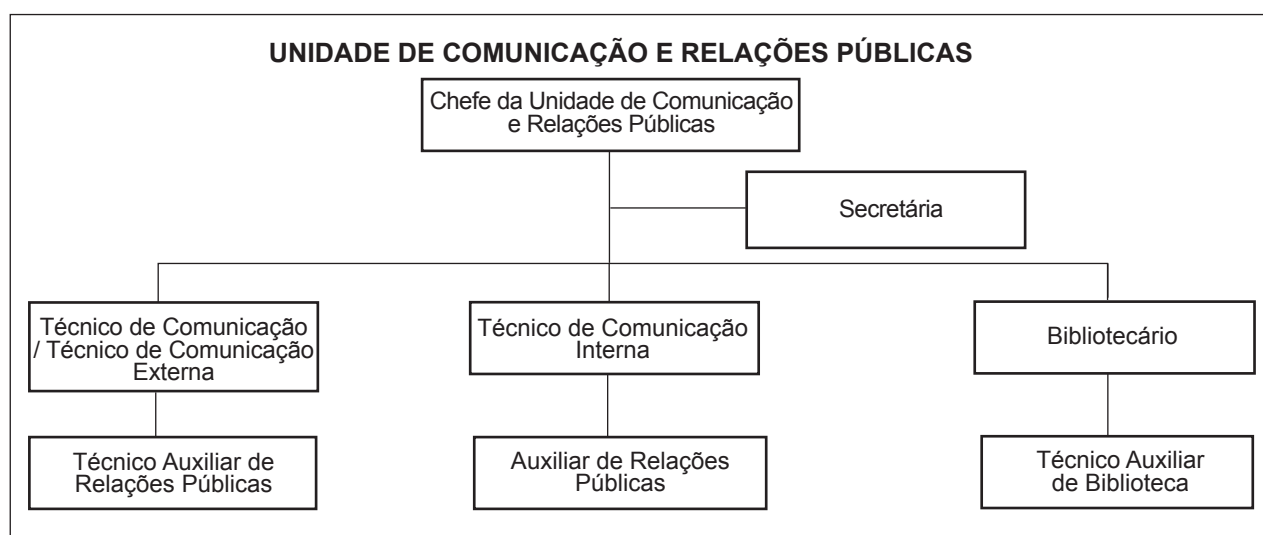 UNIDADE DE COMUNICAÇÃO E RELAÇÕES PÚBLICAS
Chefe da Unidade de Comunicação
e Relações Públicas
Secretária
Técnico de Comunicação
/ Técnico de Comunicação
Externa
Técnico de Comunicação
Interna
Bibliotecário
Técnico Auxiliar de
Relações Públicas
Auxiliar de Relações
Públicas
Técnico Auxiliar
de Biblioteca